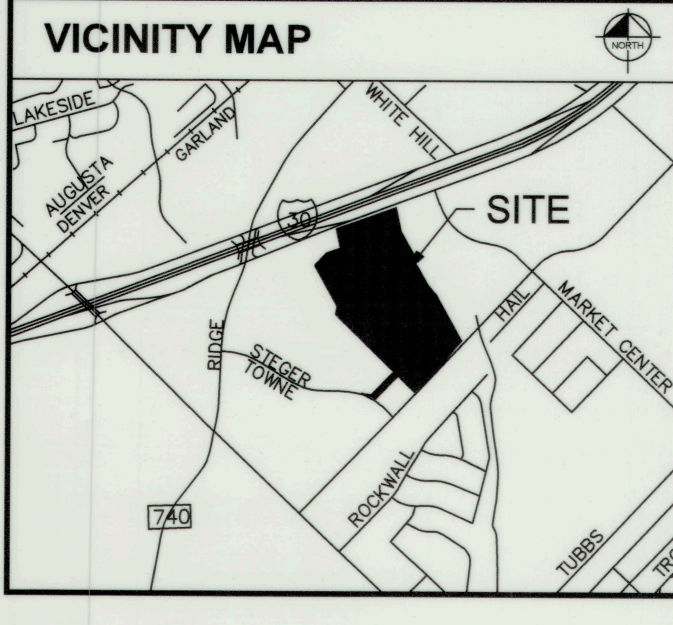 VICINITY MAP
NORTH
LAKESIDE
WHITE HILL
GARLAND
AUGUSTA
DENVER
30
SITE
HAIL
MARKET CENTER
RIDGE
STEGER
TOWNE
ROCKWALL
740
TUBBS